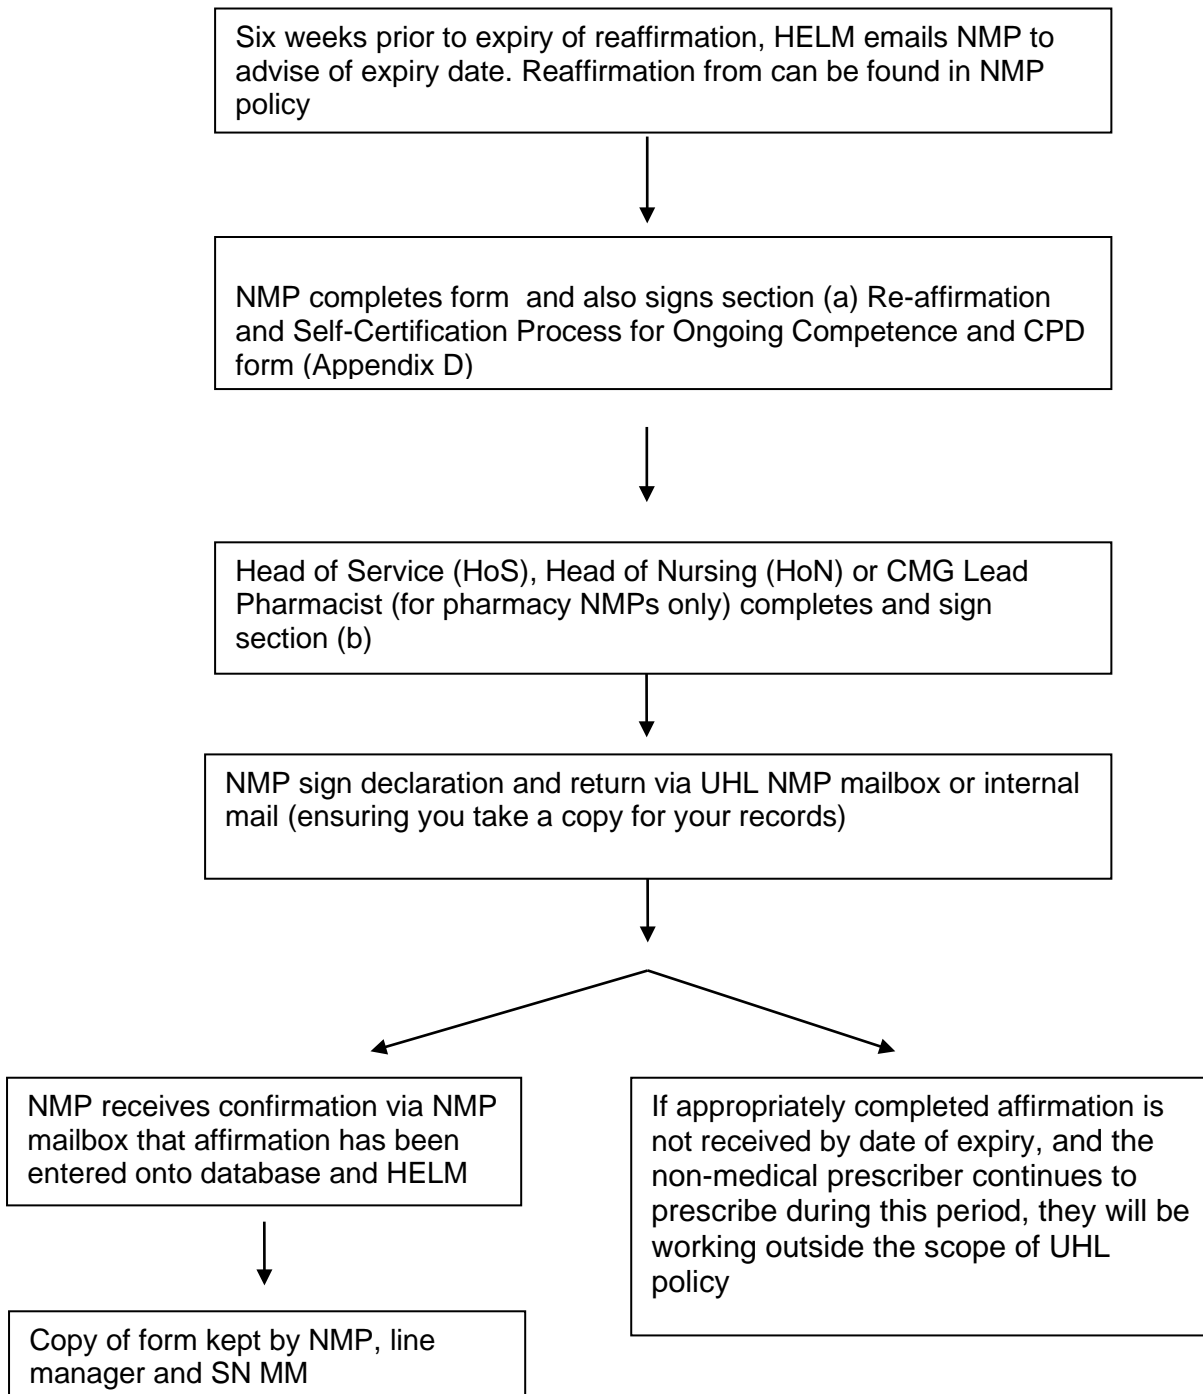 Six weeks prior to expiry of reaffirmation, HELM emails NMP to
advise of expiry date. Reaffirmation from can be found in NMP
policy
NMP completes form  and also signs section (a) Re-affirmation
and Self-Certification Process for Ongoing Competence and CPD
form (Appendix D)
Head of Service (HoS), Head of Nursing (HoN) or CMG Lead
Pharmacist (for pharmacy NMPs only) completes and sign
section (b)
NMP sign declaration and return via UHL NMP mailbox or internal
mail (ensuring you take a copy for your records)
NMP receives confirmation via NMP
mailbox that affirmation has been
entered onto database and HELM
If appropriately completed affirmation is
not received by date of expiry, and the
non-medical prescriber continues to
prescribe during this period, they will be
working outside the scope of UHL
policy
Copy of form kept by NMP, line
manager and SN MM